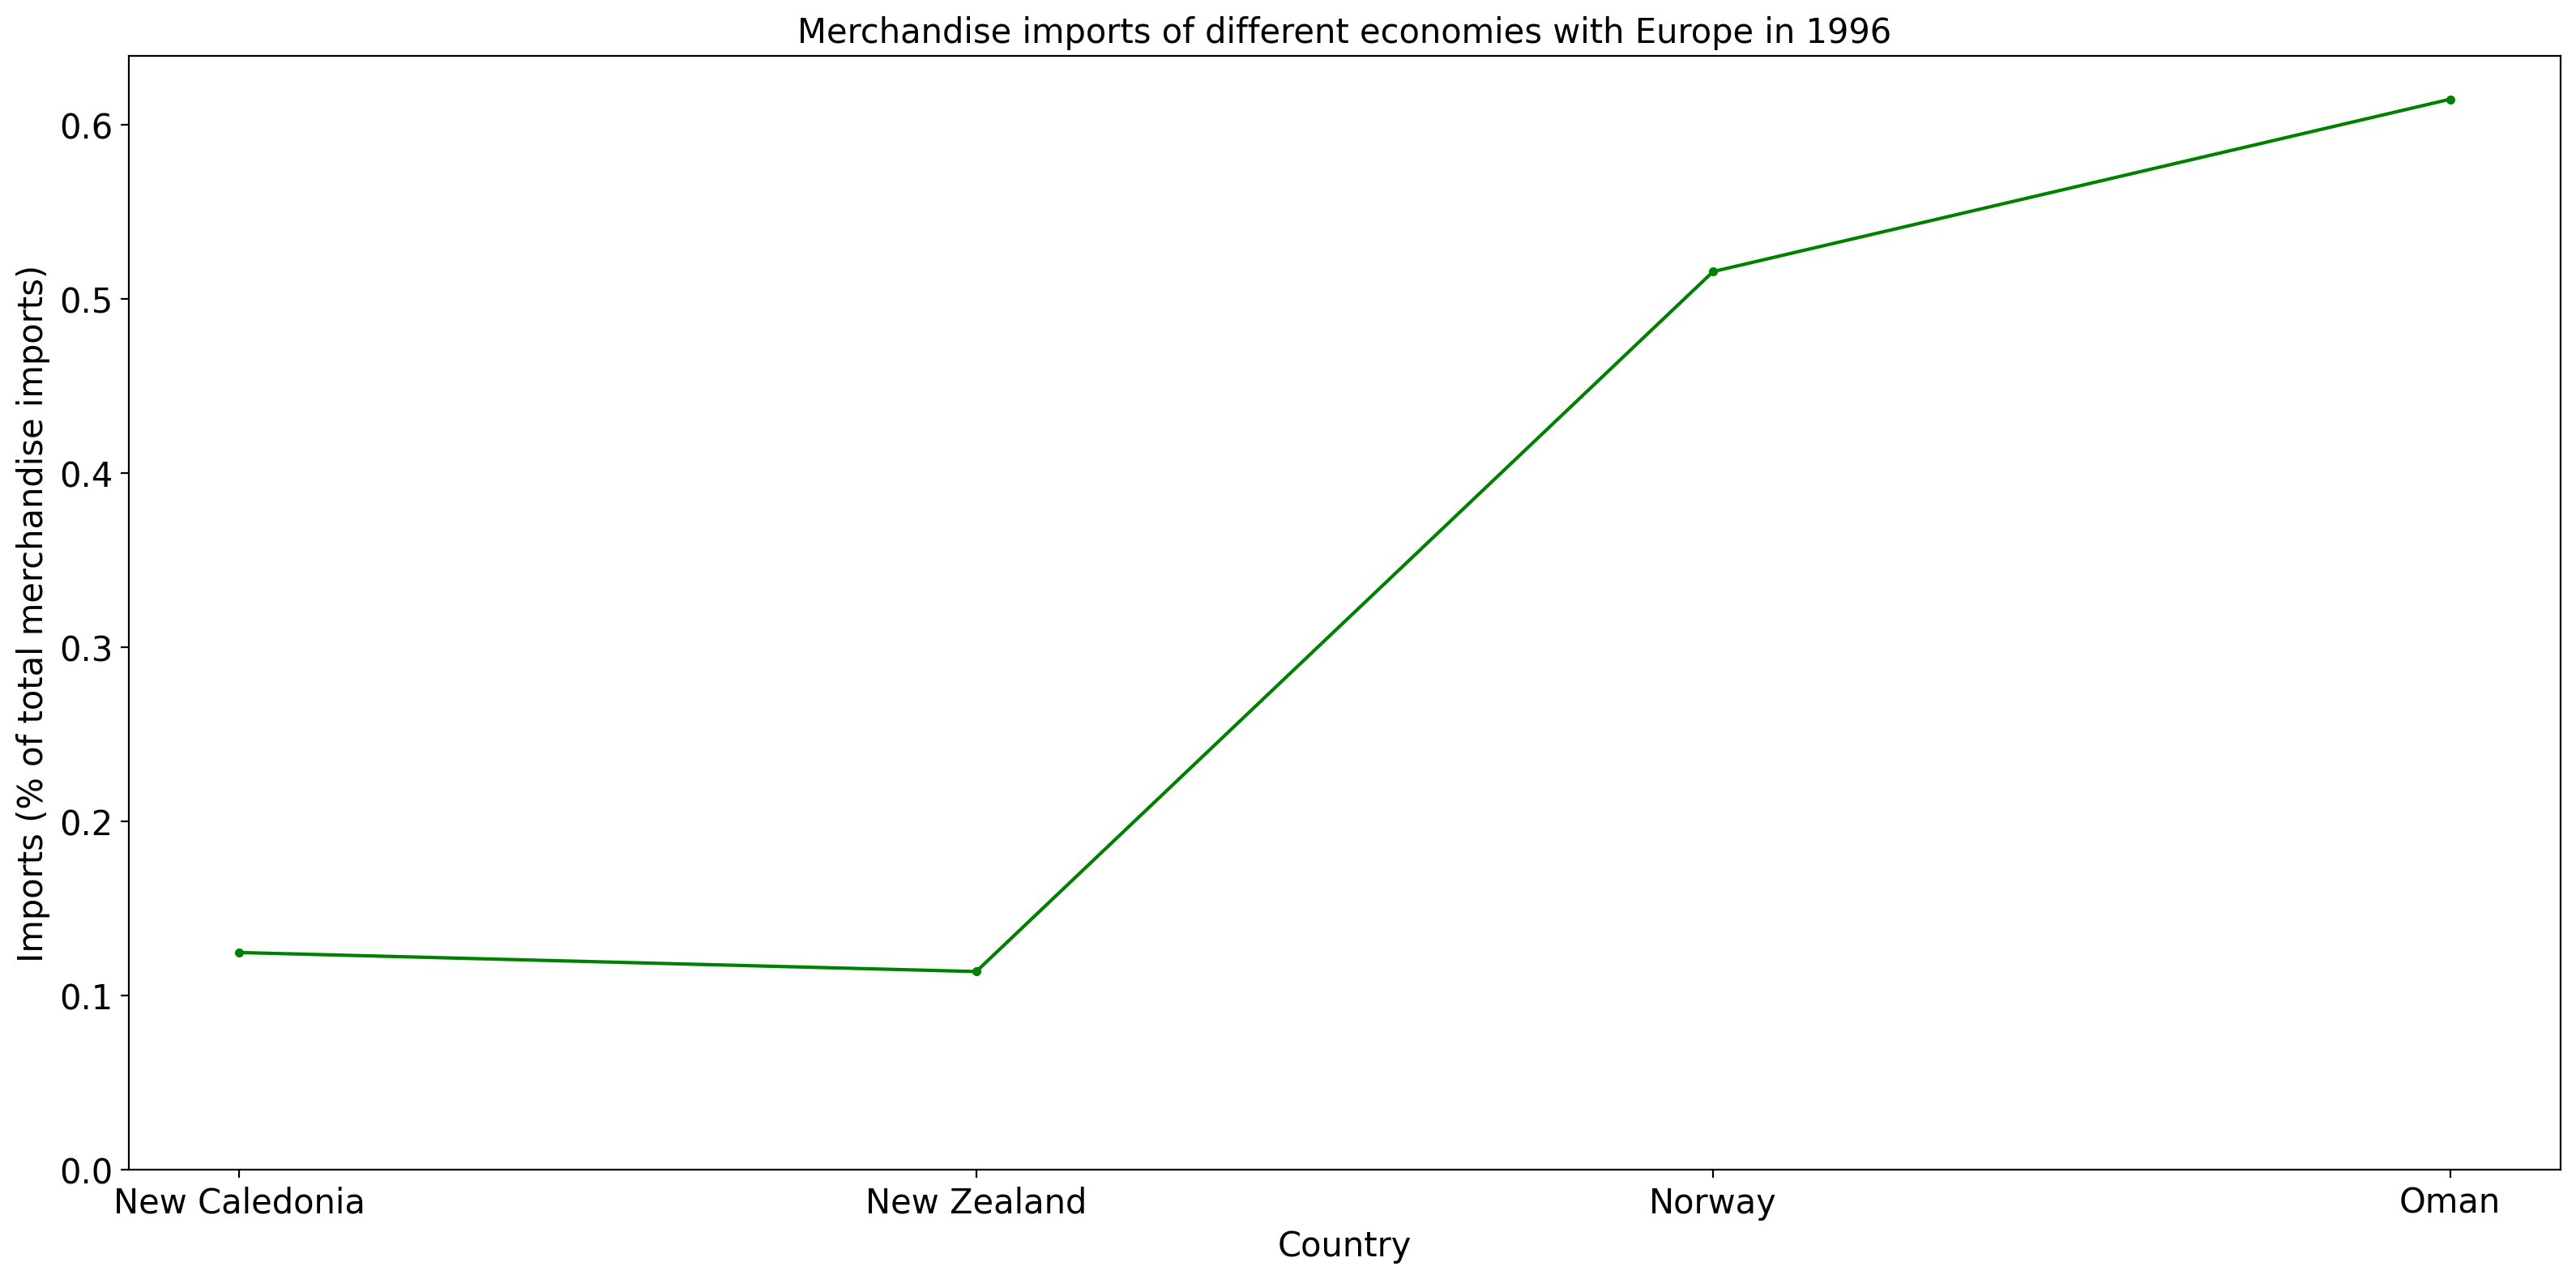 Merchandise imports of different economies with Europe in 1996
Imports (% of total merchandise imports)
0.6
0.5
0.4
0.3
0.2
0.1
0.0
New Caledonia
New Zealand
Norway
Oman
Country